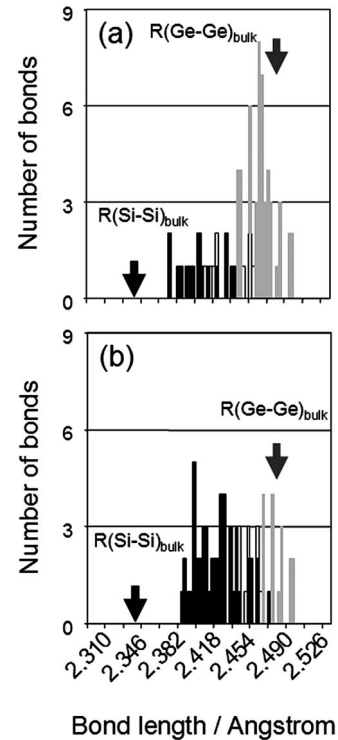 (a)
R(Ge-Ge)bulk
9
6
3
0
Number of bonds
R(Si-Si)bulk
(b)
R(Ge-Ge)bulk
9
6
3
0
Number of bonds
R(Si-Si)bulk
2.310 2.346 2.382 2.418 2.454 2.490 2.526
Bond length / Angstrom